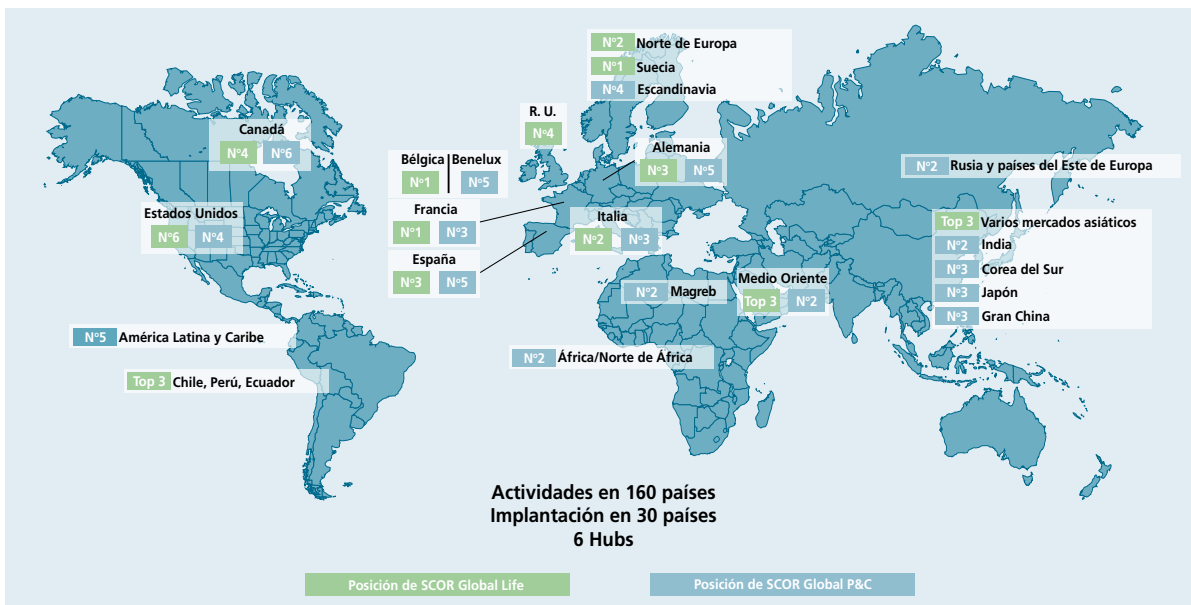 Nº2 Norte de Europa
Nº1 Suecia
Nº4 Escandinavia
R. U.
Nº4
Canadá
Nº4 Nº6
Alemania
Nº3 Nº5
Bélgica Benelux
Nº1 Nº5
Nº2 Rusia y países del Este de Europa
Francia
Nº1 Nº3
Estados Unidos
Nº6 Nº4
Italia
Nº2 Nº3
España
Nº3 Nº5
Top 3 Varios mercados asiáticos
Nº2 India
Nº3 Corea del Sur
Nº3 Japón
Nº3 Gran China
Nº2 Magreb
Medio Oriente
Top 3 Nº2
Nº5 América Latina y Caribe
Nº2 África/Norte de África
Top 3 Chile, Perú, Ecuador
Actividades en 160 países
Implantación en 30 países
6 Hubs
Posición de SCOR Global Life
Posición de SCOR Global P&C